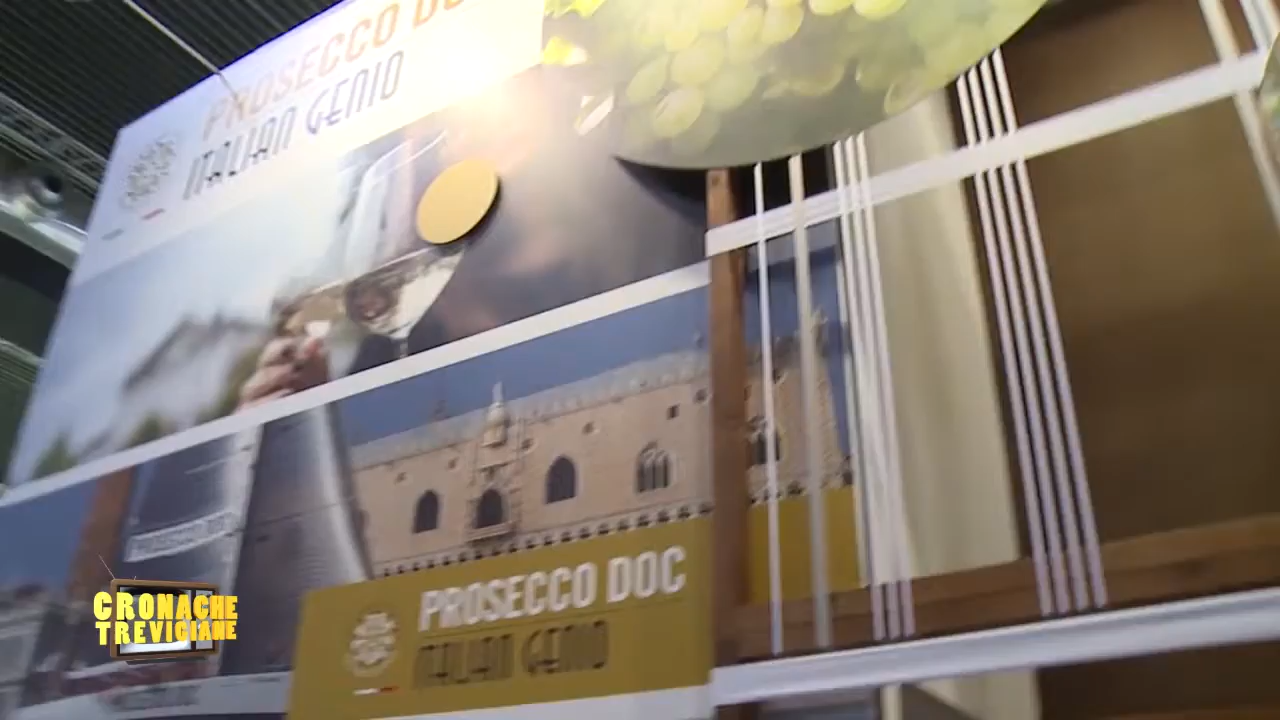 PROSECCO DO
ITALIAN GENIO
PROSECCO DOC
ITALIAN GENIO
CRONACHE
TREVIGIANE